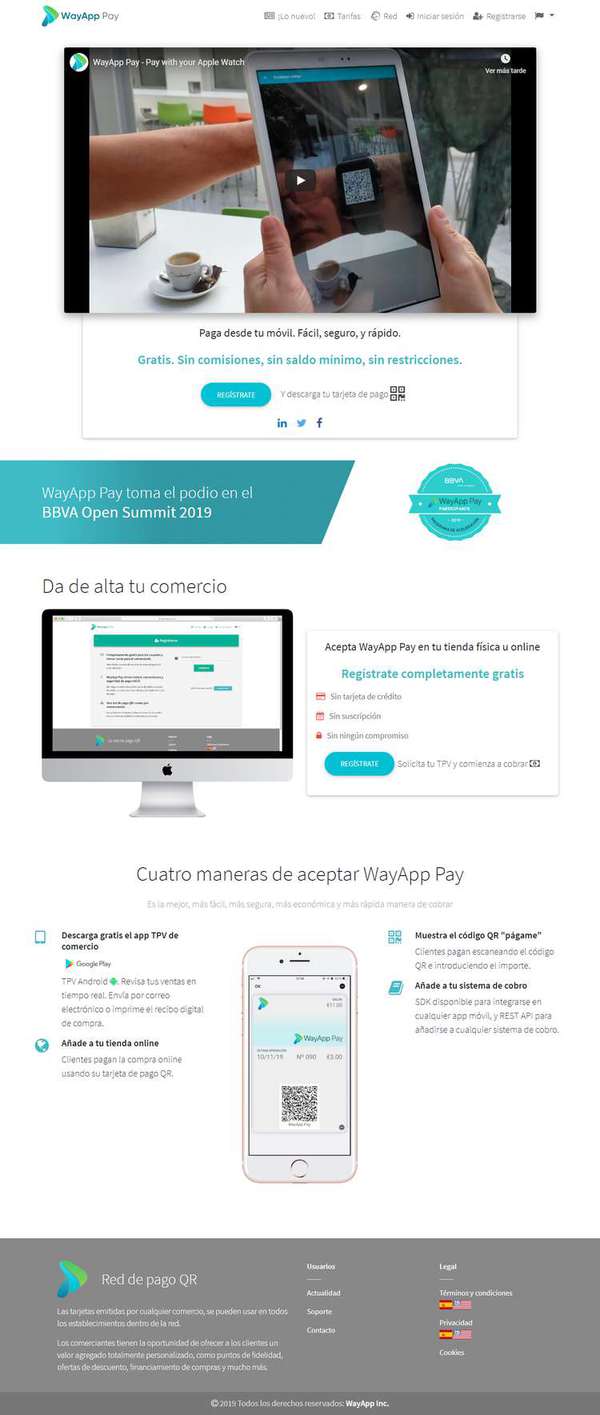 WayApp Pay
¡Lo nuevo!
Tarifas
Red
Iniciar sesión
Registrarse
WayApp Pay - Pay with your Apple Watch
Ver más tarde
Paga desde tu móvil. Fácil, seguro, y rápido.
Gratis. Sin comisiones, sin saldo mínimo, sin restricciones.
REGÍSTRATE
Y descarga tu tarjeta de pago
WayApp Pay toma el podio en el
BBVA Open Summit 2019
BBVA
WayApp Pay
PARTICIPANTE
2019
Da de alta tu comercio
Acepta WayApp Pay en tu tienda física u online
Regístrate completamente gratis
Sin tarjeta de crédito
Sin suscripción
Sin ningún compromiso
REGÍSTRATE
Solicita tu TPV y comienza a cobrar
Cuatro maneras de aceptar WayApp Pay
Es la mejor, más fácil, más segura, más económica y más rápida manera de cobrar
Descarga gratis el app TPV de
comercio
Google Play
TPV Android
. Revisa tus ventas en
tiempo real. Envía por correo
electrónico o imprime el recibo digital
de compra.
Añade a tu tienda online
Clientes pagan la compra online
usando su tarjeta de pago QR.
OK
€11.00
WayApp Pay
10/11/19
Nº 090
€3.00
WayApp Pay
Muestra el código QR "págame"
Clientes pagan escaneando el código
QR e introduciendo el importe.
Añade a tu sistema de cobro
SDK disponible para integrarse en
cualquier app móvil, y REST API para
añadirse a cualquier sistema de cobro.
Red de pago QR
Las tarjetas emitidas por cualquier comercio, se pueden usar en todos
los establecimientos dentro de la red.
Los comerciantes tienen la oportunidad de ofrecer a los clientes un
valor agregado totalmente personalizado, como puntos de fidelidad,
ofertas de descuento, financiamiento de compras y mucho más.
Usuarios
Actualidad
Soporte
Contacto
Legal
Términos y condiciones
Privacidad
Cookies
© 2019 Todos los derechos reservados: WayApp Inc.